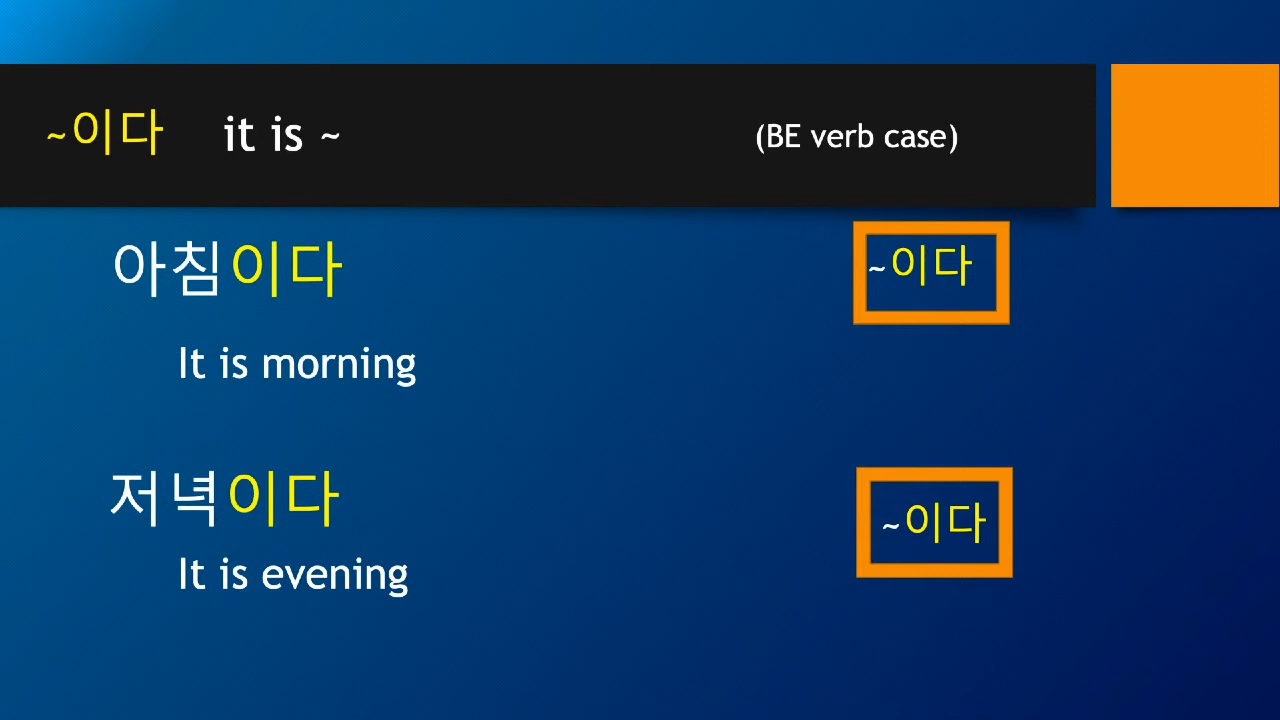 ~이다 it is ~ (BE verb case)
아침이다 ~이다
It is morning
저녁이다 ~이다
It is evening